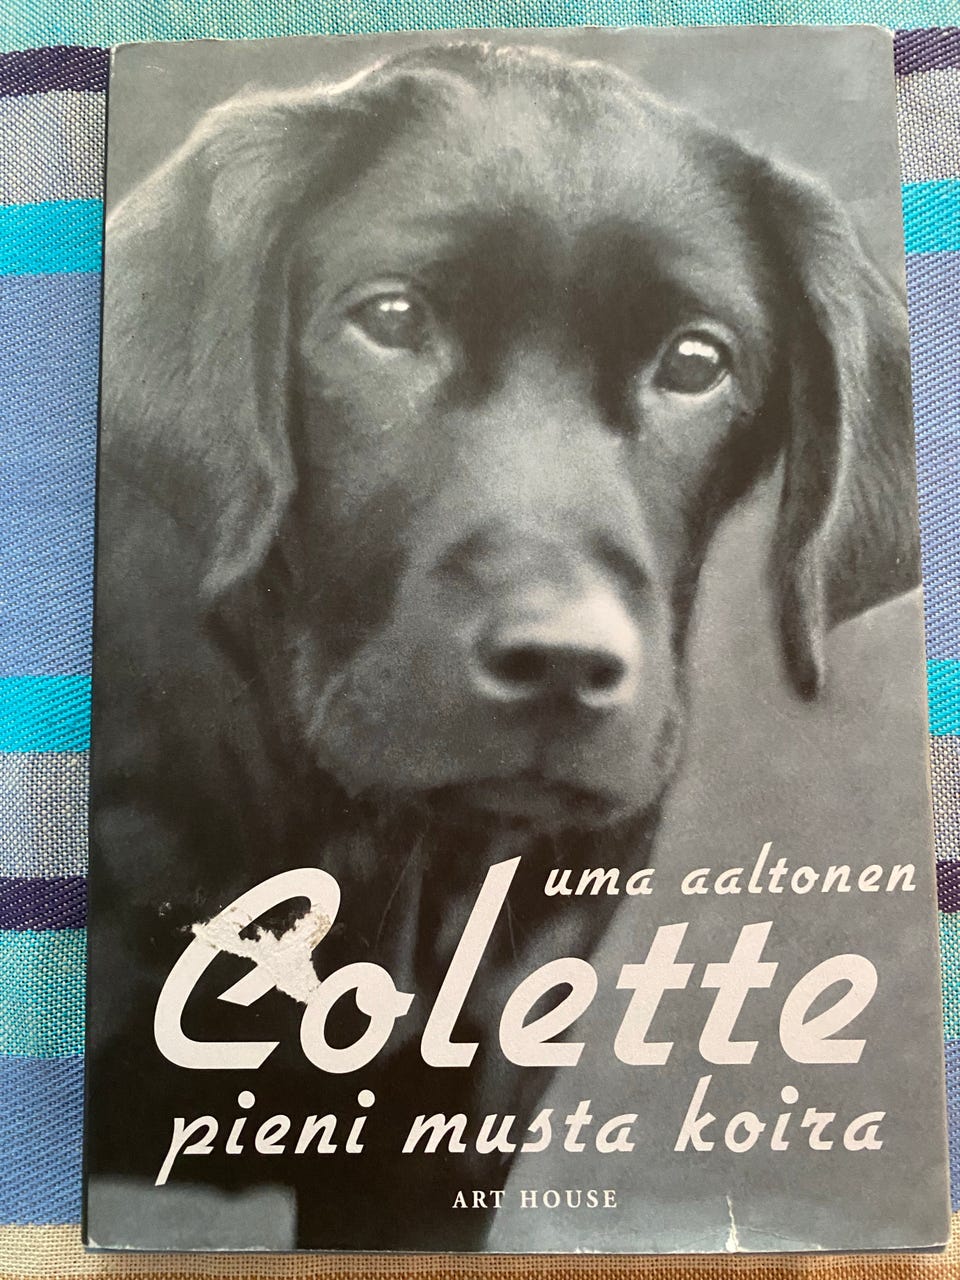 uma aaltonen
Colette
pieni musta koira
ART HOUSE